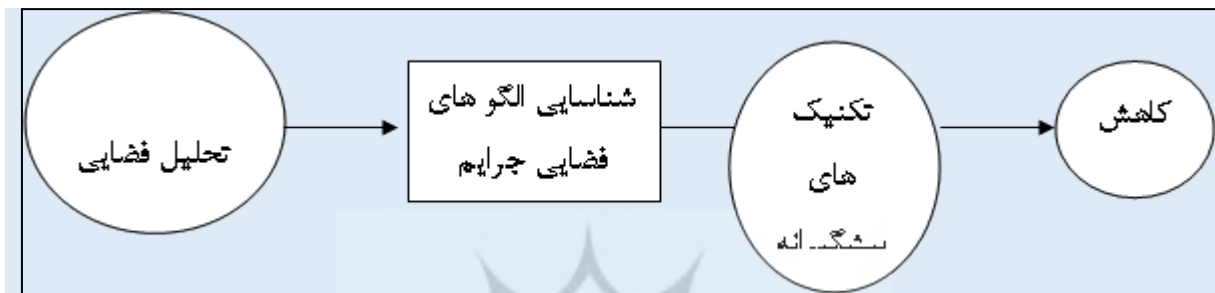 تحلیل فضایی
شناسایی الگو های
فضایی جرایم
تکنیک
های
کاهش